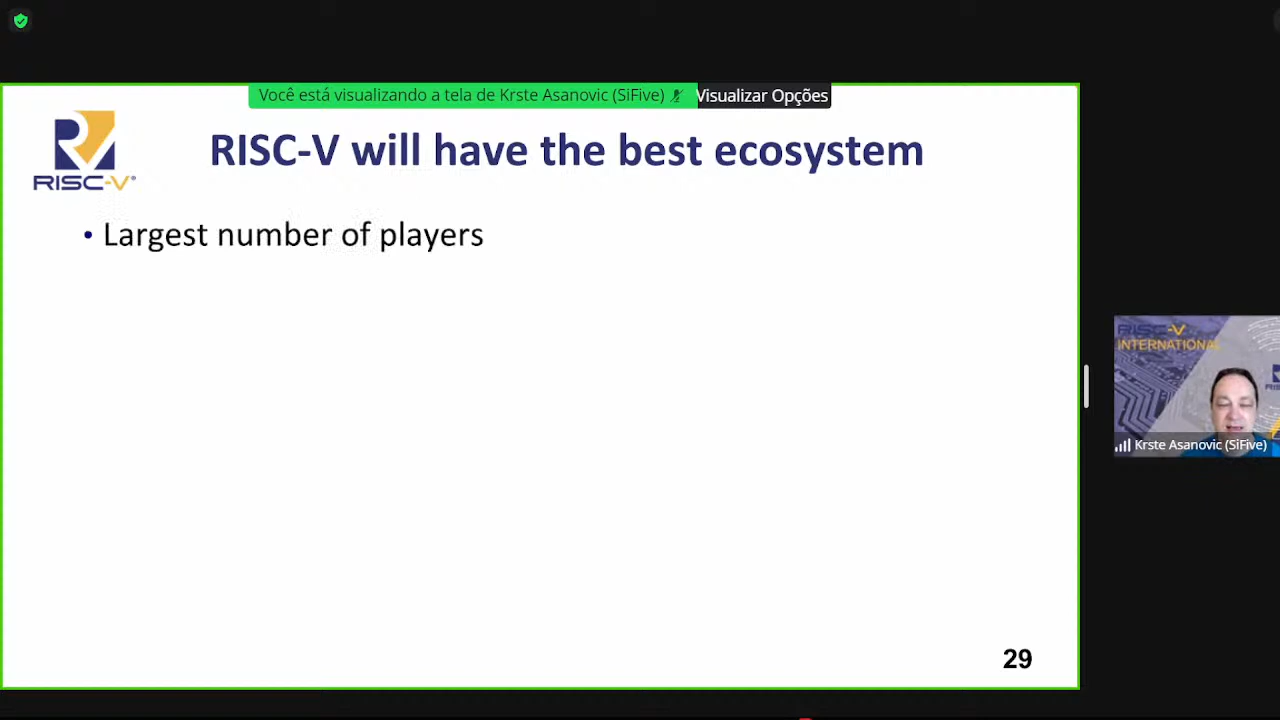 Você está visualizando a tela de Krste Asanovic (SiFive)
Visualizar Opções
RISC-V®
RISC-V will have the best ecosystem
• Largest number of players
RISC-V
INTERNATIONAL
Krste Asanovic (SiFive)
29